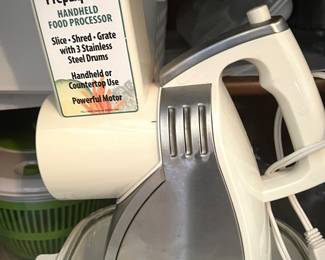 HANDHELD
FOOD PROCESSOR
Slice • Shred • Grate
with 3 Stainless
Steel Drums
Handheld or
Countertop Use
Powerful Motor